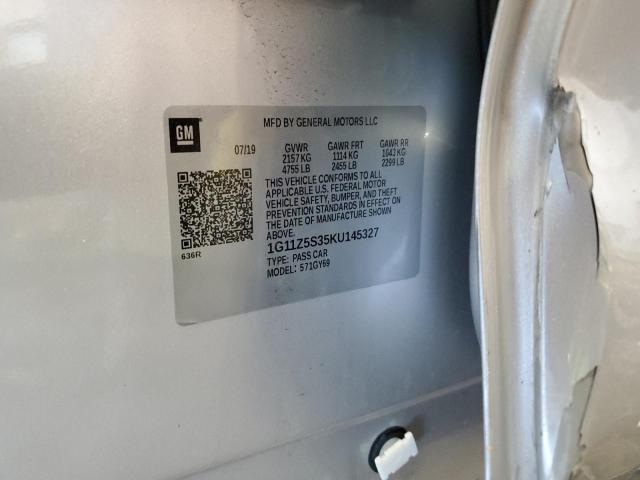 MFD BY GENERAL MOTORS LLC
GM
07/19 GVWR GAWR FRT GAWR RR
2157 KG 1114 KG 1043 KG
4755 LB 2455 LB 2299 LB
THIS VEHICLE CONFORMS TO ALL
APPLICABLE U.S. FEDERAL MOTOR
VEHICLE SAFETY, BUMPER, AND THEFT
PREVENTION STANDARDS IN EFFECT ON
THE DATE OF MANUFACTURE SHOWN
ABOVE.
1G11Z5S35KU145327
TYPE: PASS CAR
MODEL: 571GY69
636R